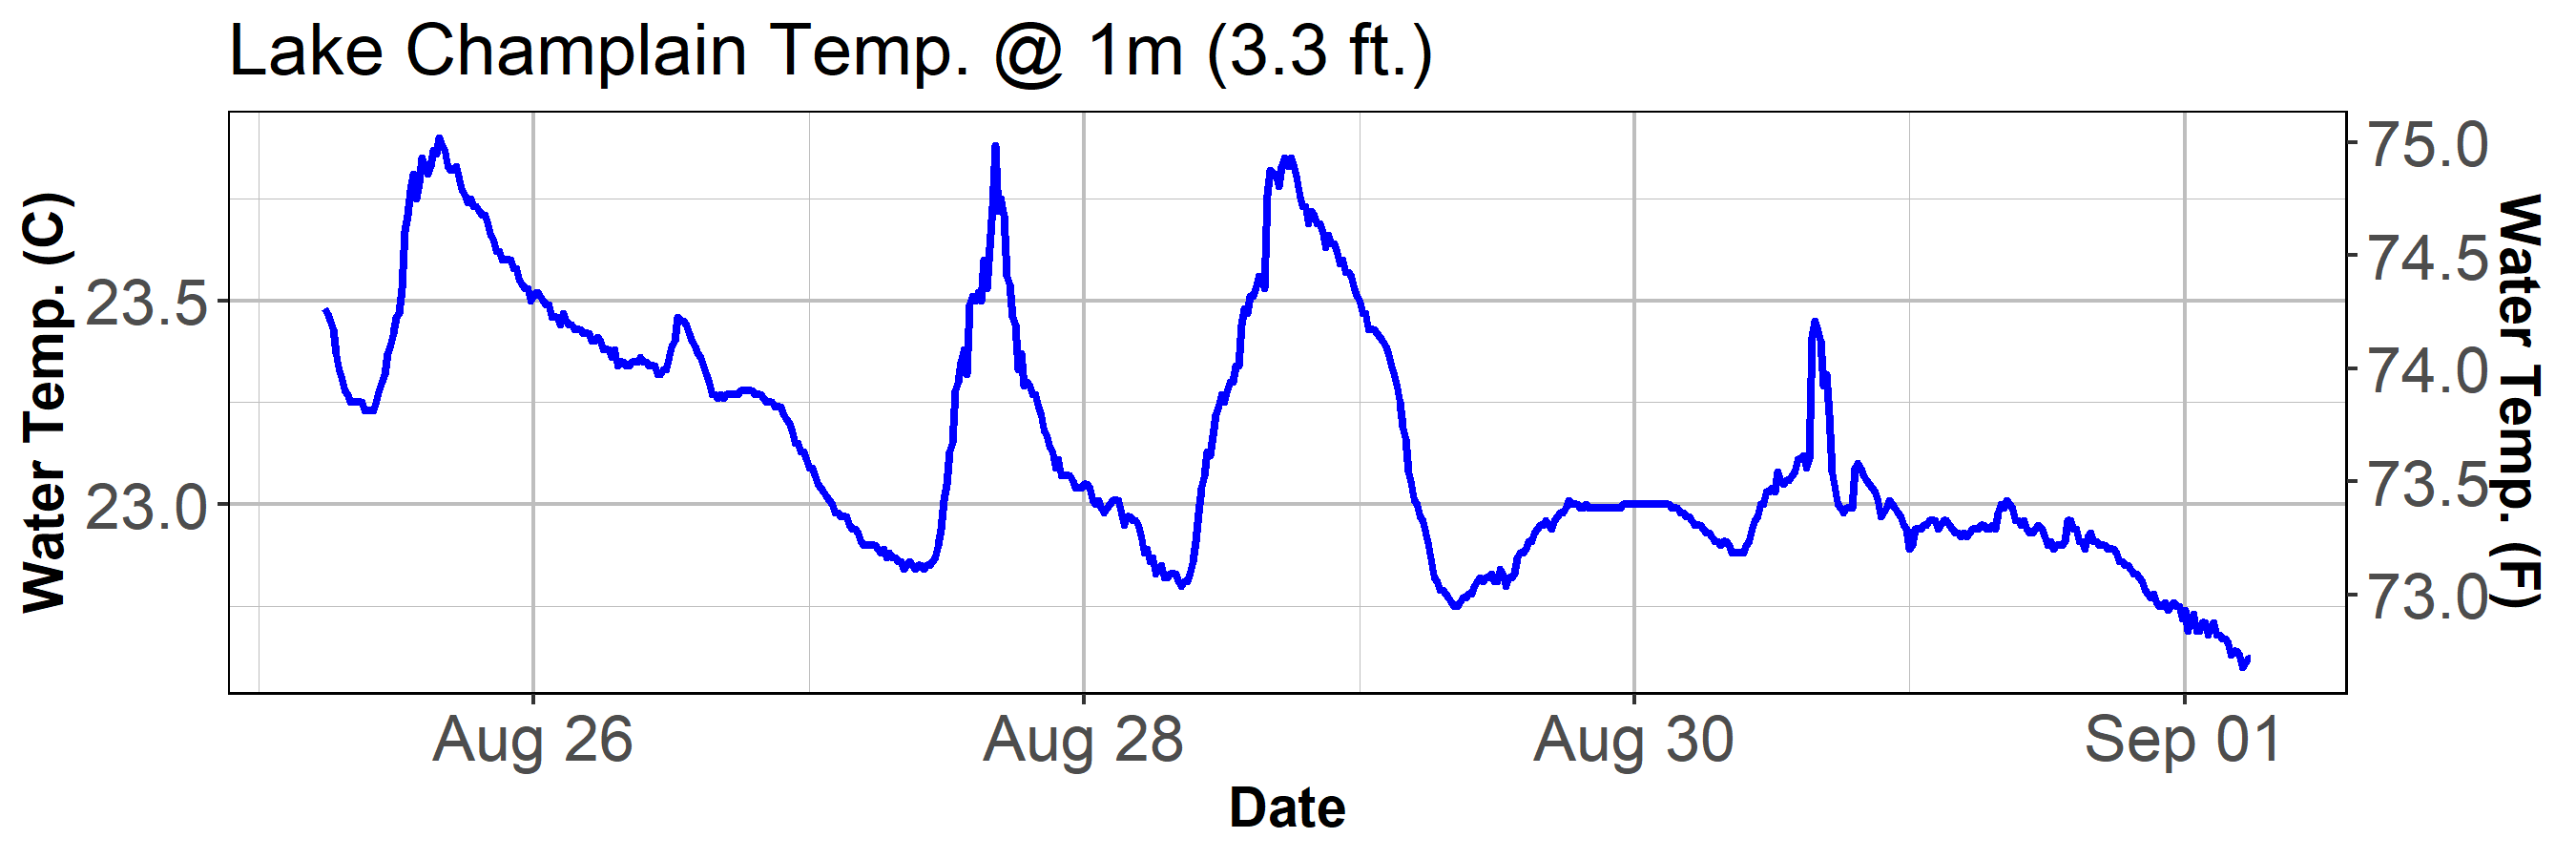 Lake Champlain Temp. @ 1m (3.3 ft.)
Water Temp. (C)
23.5
23.0
75.0
74.5
74.0
73.5
73.0
Water Temp. (F)
Aug 26
Aug 28
Aug 30
Sep 01
Date